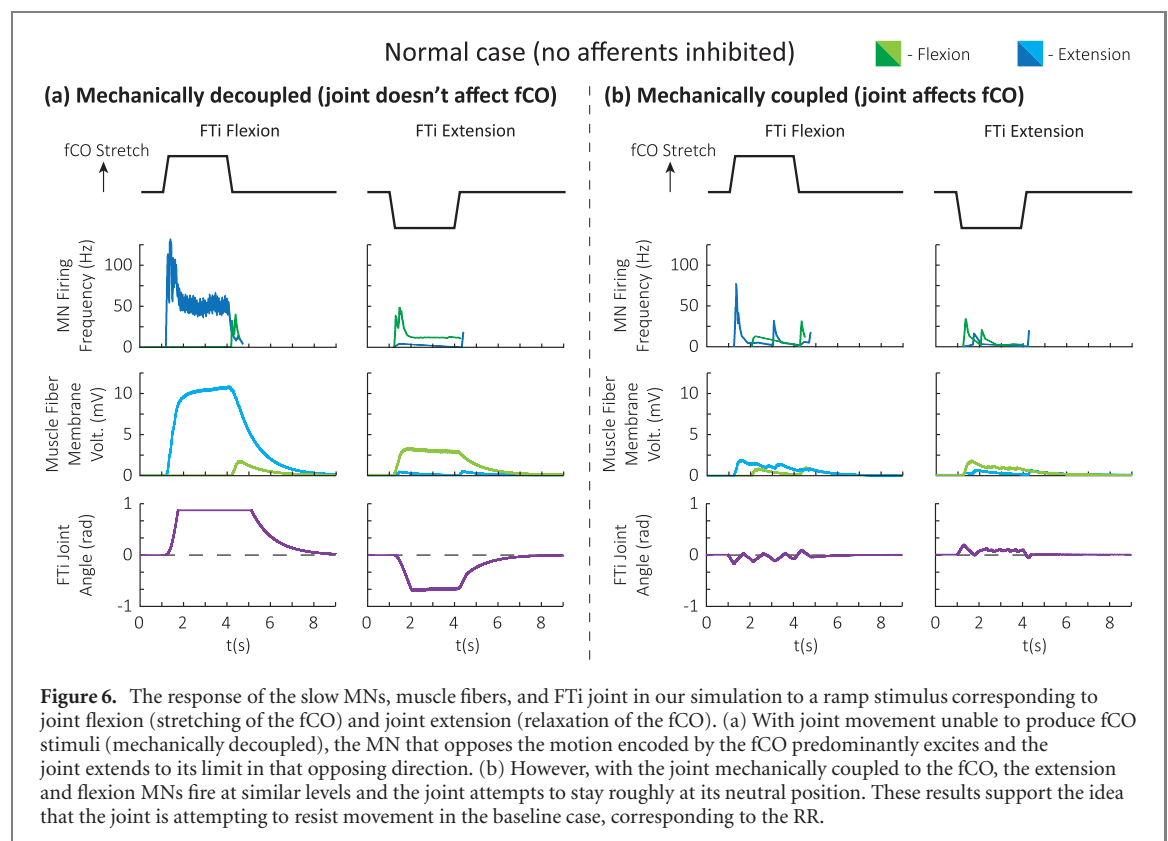 Normal case (no afferents inhibited)
- Flexion
- Extension
(a) Mechanically decoupled (joint doesn't affect fCO)
(b) Mechanically coupled (joint affects fCO)
FTi Flexion
FTi Extension
FTi Flexion
FTi Extension
fCO Stretch
fCO Stretch
MN Firing
Frequency (Hz)
100
50
0
MN Firing
Frequency (Hz)
100
50
0
Muscle Fiber
Membrane
Volt. (mV)
10
5
0
Muscle Fiber
Membrane
Volt. (mV)
10
5
0
FTi Joint
Angle (rad)
1
0
-1
FTi Joint
Angle (rad)
1
0
-1
0 2 4 6 8
0 2 4 6 8
0 2 4 6 8
0 2 4 6 8
t(s)
t(s)
t(s)
t(s)
Figure 6. The response of the slow MNs, muscle fibers, and FTi joint in our simulation to a ramp stimulus corresponding to
joint flexion (stretching of the fCO) and joint extension (relaxation of the fCO). (a) With joint movement unable to produce fCO
stimuli (mechanically decoupled), the MN that opposes the motion encoded by the fCO predominantly excites and the
joint extends to its limit in that opposing direction. (b) However, with the joint mechanically coupled to the fCO, the extension
and flexion MNs fire at similar levels and the joint attempts to stay roughly at its neutral position. These results support the idea
that the joint is attempting to resist movement in the baseline case, corresponding to the RR.